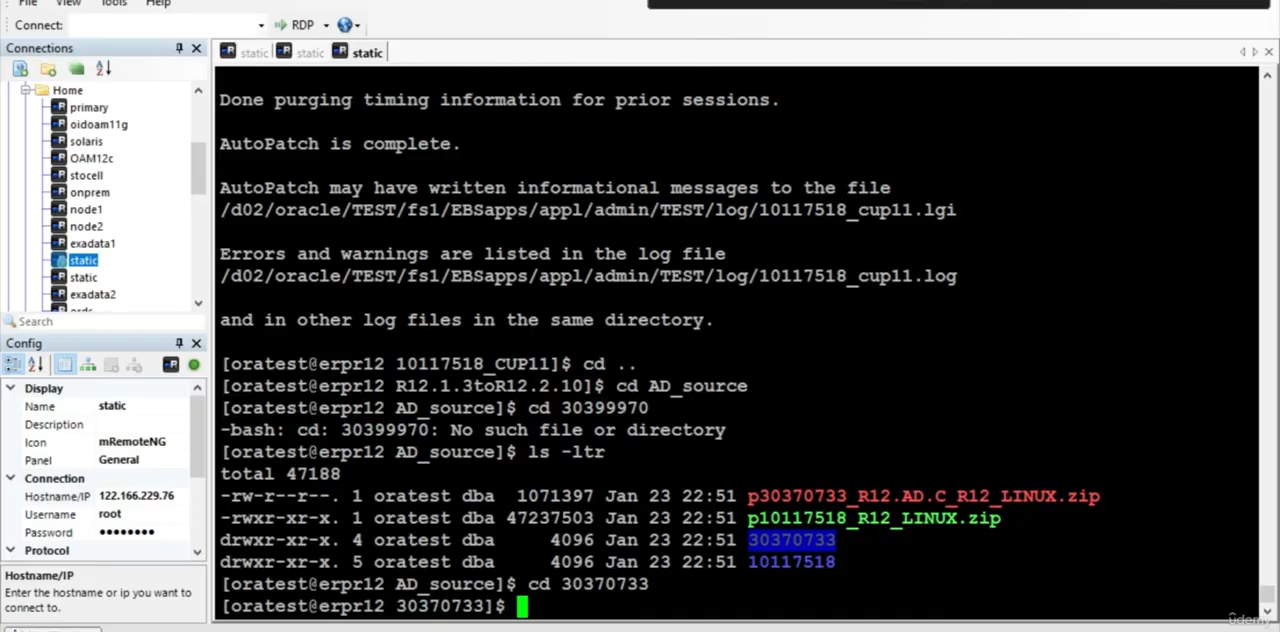 File View Tools Help
Connect: RDP
Connections
Home
primary
oidoam11g
solaris
OAM12c
stocell
onprem
node1
node2
exadata1
static
static
exadata2
Search
Config
Display
Name static
Description
Icon mRemoteNG
Panel General
Connection
Hostname/IP 122.166.229.76
Username root
Password ••••••••
Protocol
Hostname/IP
Enter the hostname or ip you want to connect to.
static static static
Done purging timing information for prior sessions.
AutoPatch is complete.
AutoPatch may have written informational messages to the file
/d02/oracle/TEST/fs1/EBSapps/appl/admin/TEST/log/10117518_cup11.lgi
Errors and warnings are listed in the log file
/d02/oracle/TEST/fs1/EBSapps/appl/admin/TEST/log/10117518_cup11.log
and in other log files in the same directory.
[oratest@erpr12 10117518_CUP11]$ cd ..
[oratest@erpr12 R12.1.3toR12.2.10]$ cd AD_source
[oratest@erpr12 AD_source]$ cd 30399970
-bash: cd: 30399970: No such file or directory
[oratest@erpr12 AD_source]$ ls -ltr
total 47188
-rw-r--r--. 1 oratest dba 1071397 Jan 23 22:51 p30370733_R12.AD.C_R12_LINUX.zip
-rwxr-xr-x. 1 oratest dba 47237503 Jan 23 22:51 p10117518_R12_LINUX.zip
drwxr-xr-x. 4 oratest dba 4096 Jan 23 22:51 30370733
drwxr-xr-x. 5 oratest dba 4096 Jan 23 22:51 10117518
[oratest@erpr12 AD_source]$ cd 30370733
[oratest@erpr12 30370733]$
udemy